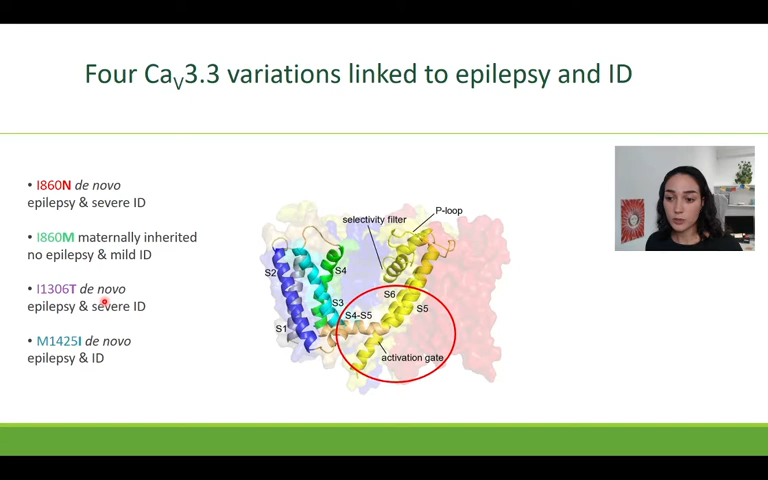 Four CaV3.3 variations linked to epilepsy and ID
• I860N de novo
epilepsy & severe ID
• I860M maternally inherited
no epilepsy & mild ID
• I1306T de novo
epilepsy & severe ID
• M1425I de novo
epilepsy & ID
P-loop
selectivity filter
S2
S4
S6
S3
S5
S4-S5
S1
activation gate